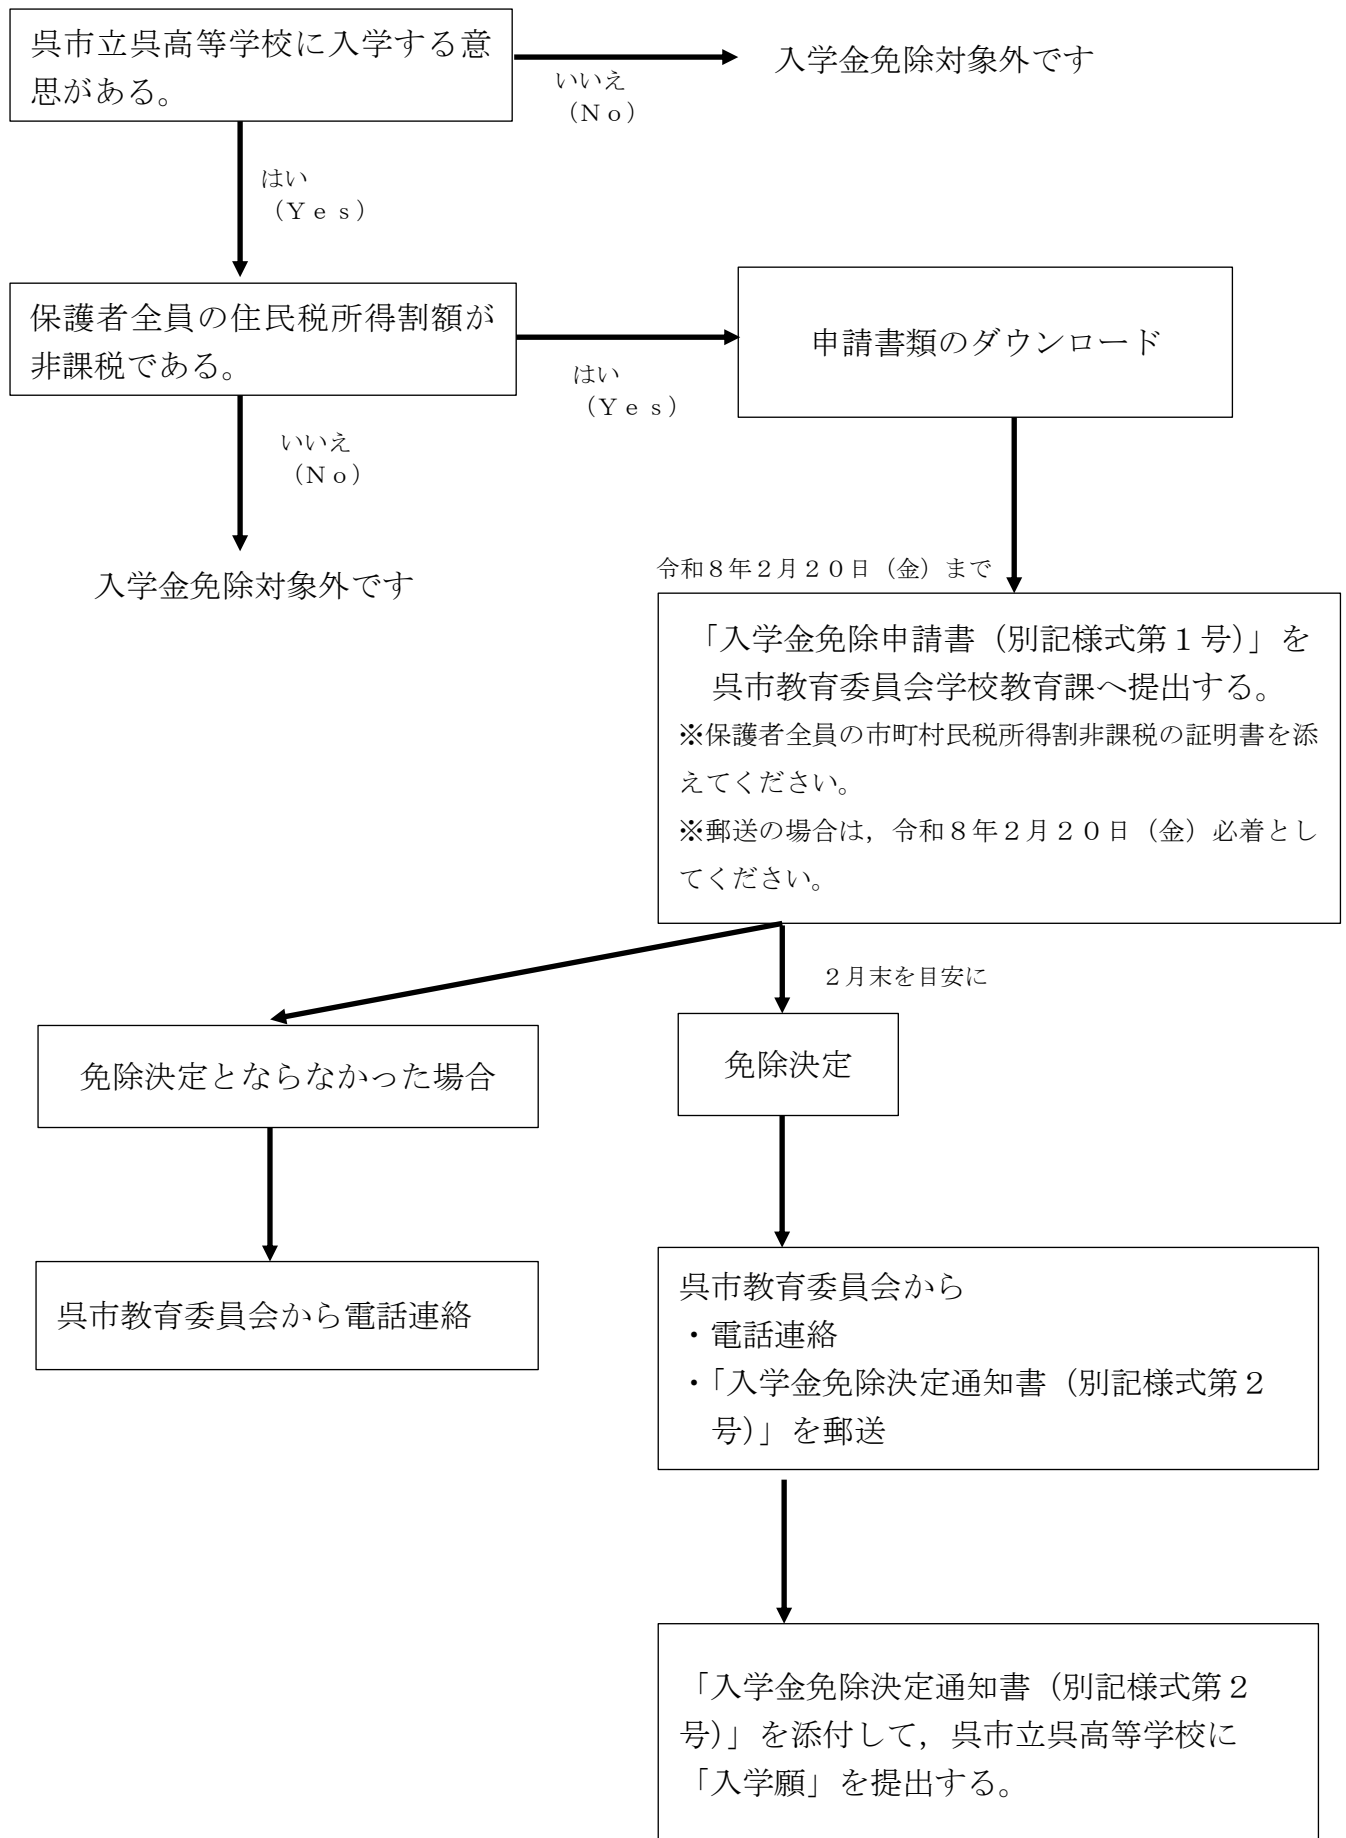 呉市立呉高等学校に入学する意
思がある。
入学金免除対象外です
いいえ
（Ｎｏ）
はい
（Ｙｅｓ）
保護者全員の住民税所得割額が
非課税である。
はい
（Ｙｅｓ）
申請書類のダウンロード
いいえ
（Ｎｏ）
入学金免除対象外です
令和８年２月２０日（金）まで
「入学金免除申請書（別記様式第１号）」を
呉市教育委員会学校教育課へ提出する。
※保護者全員の市町村民税所得割非課税の証明書を添
えてください。
※郵送の場合は，令和８年２月２０日（金）必着とし
てください。
２月末を目安に
免除決定とならなかった場合
免除決定
呉市教育委員会から電話連絡
呉市教育委員会から
・電話連絡
・「入学金免除決定通知書（別記様式第２
号）」を郵送
「入学金免除決定通知書（別記様式第２
号）」を添付して，呉市立呉高等学校に
「入学願」を提出する。